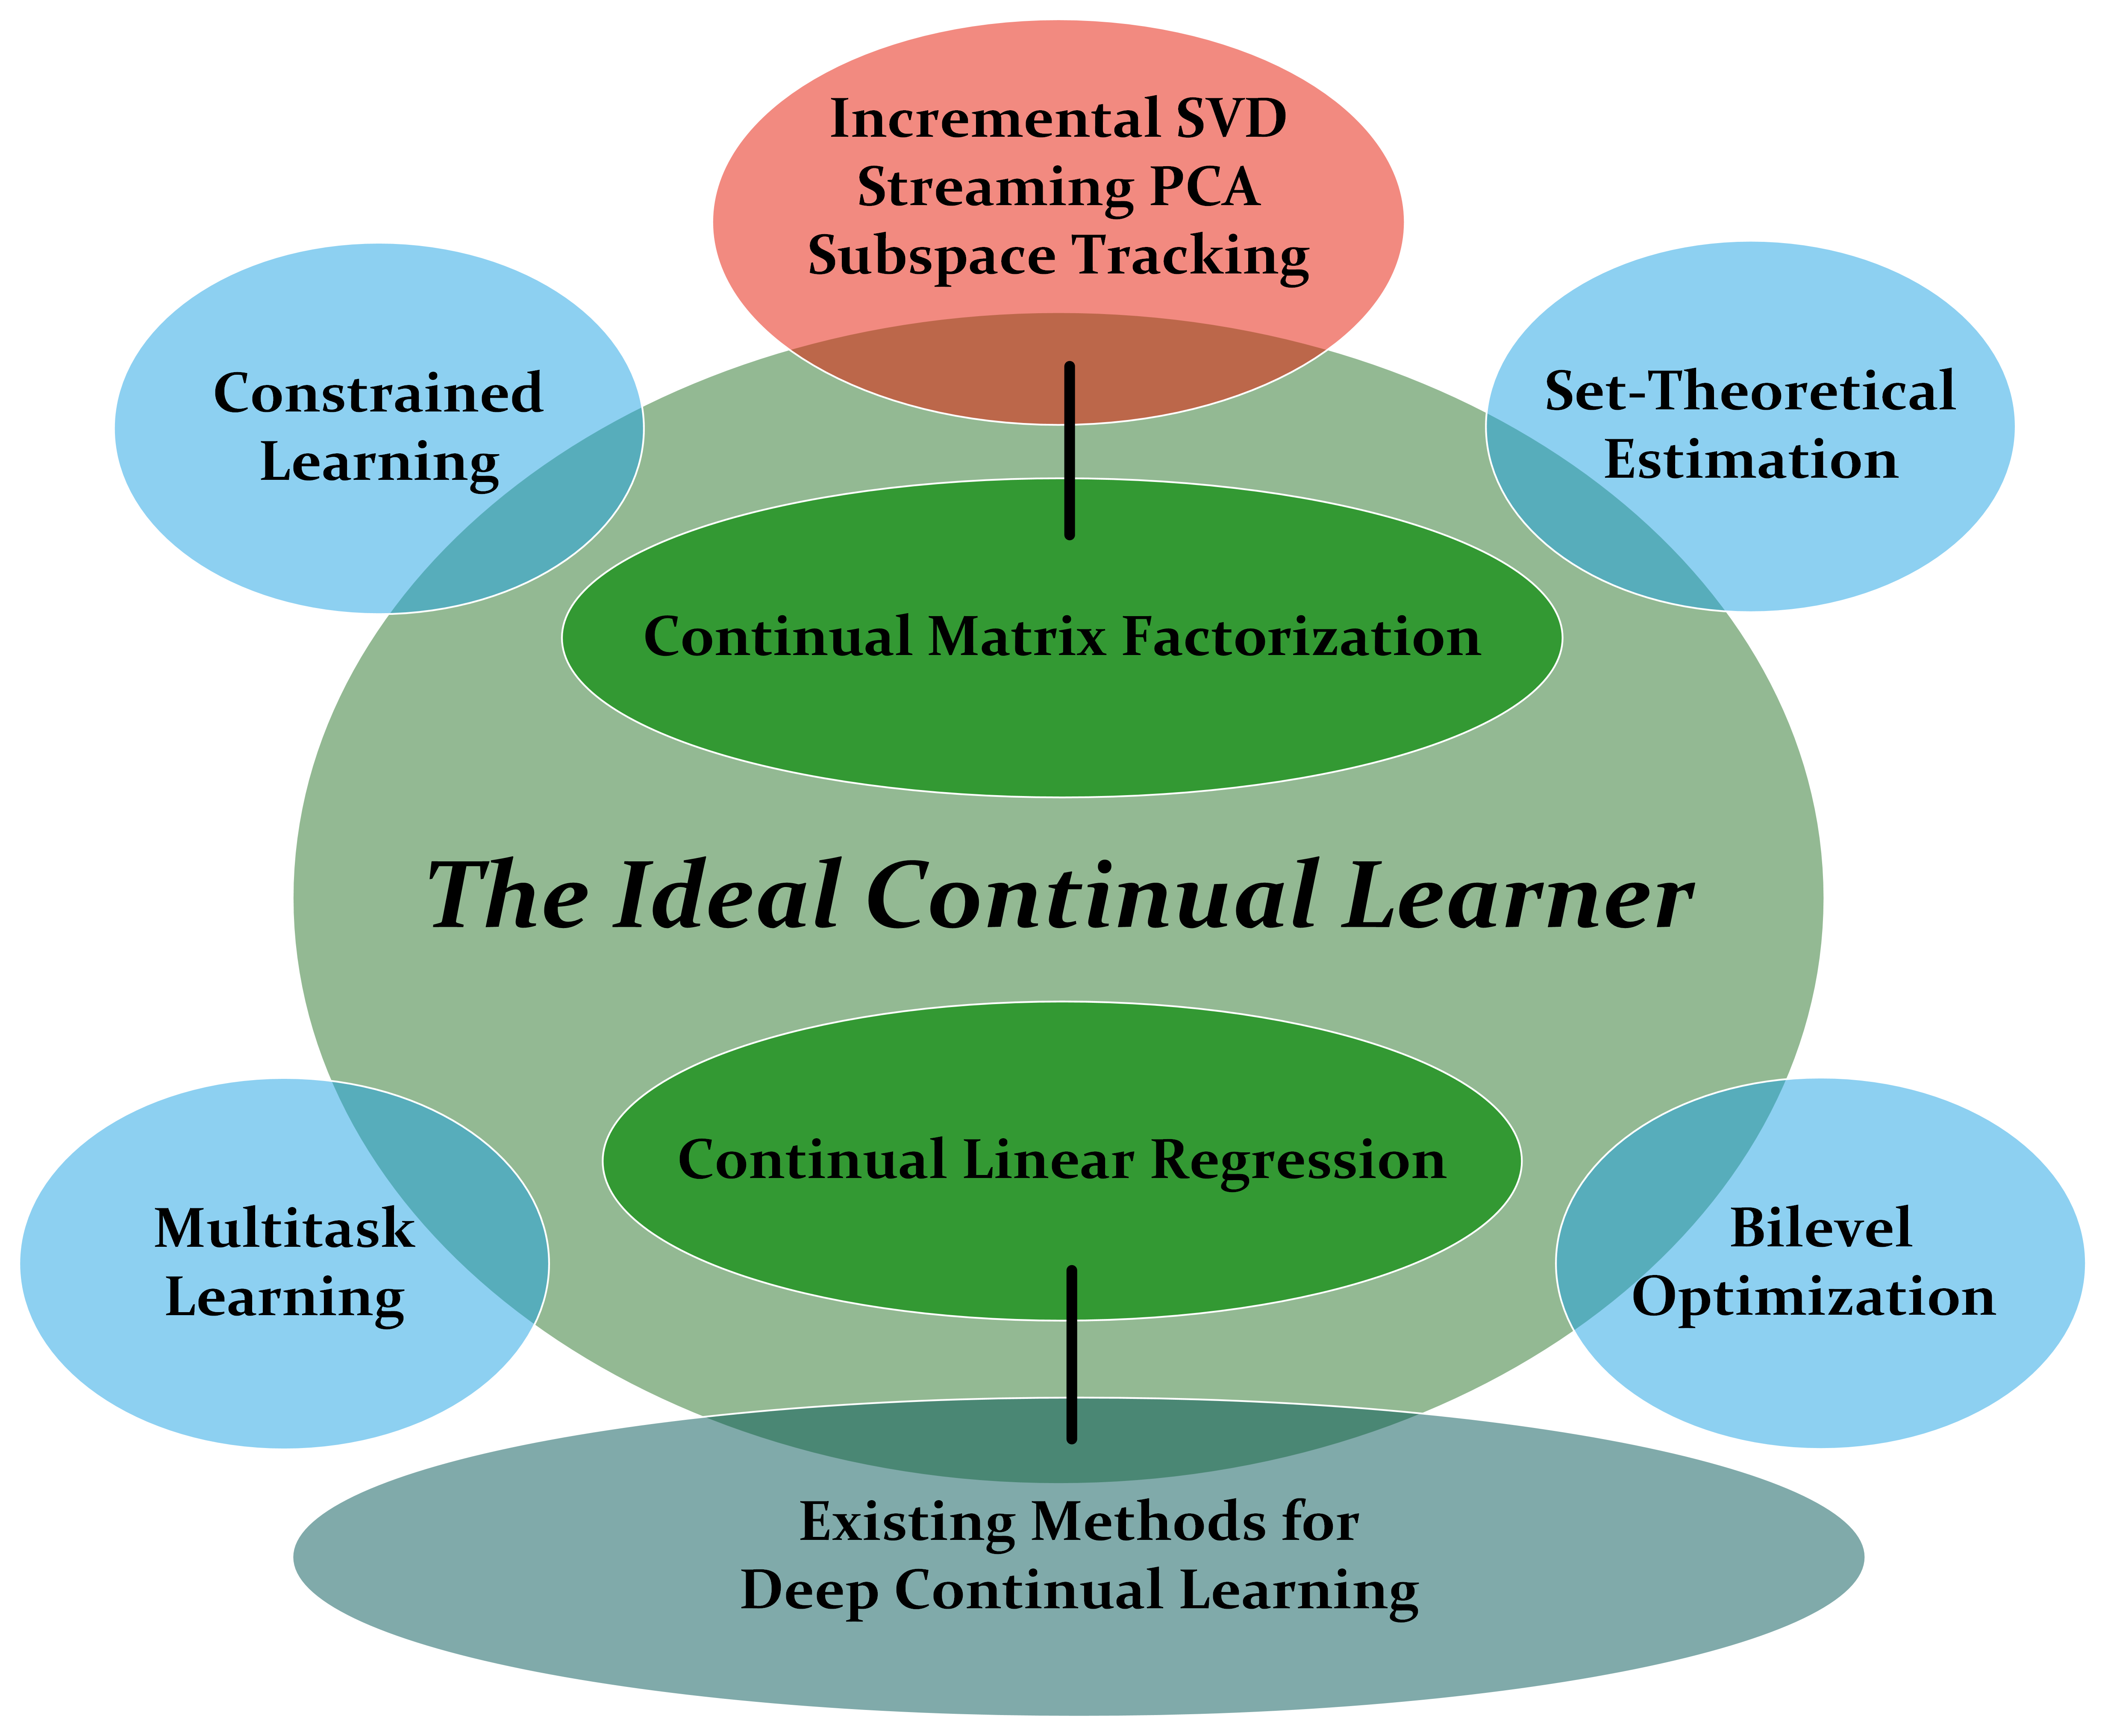 Incremental SVD
Streaming PCA
Subspace Tracking
Constrained
Learning
Set-Theoretical
Estimation
Continual Matrix Factorization
The Ideal Continual Learner
Continual Linear Regression
Multitask
Learning
Bilevel
Optimization
Existing Methods for
Deep Continual Learning